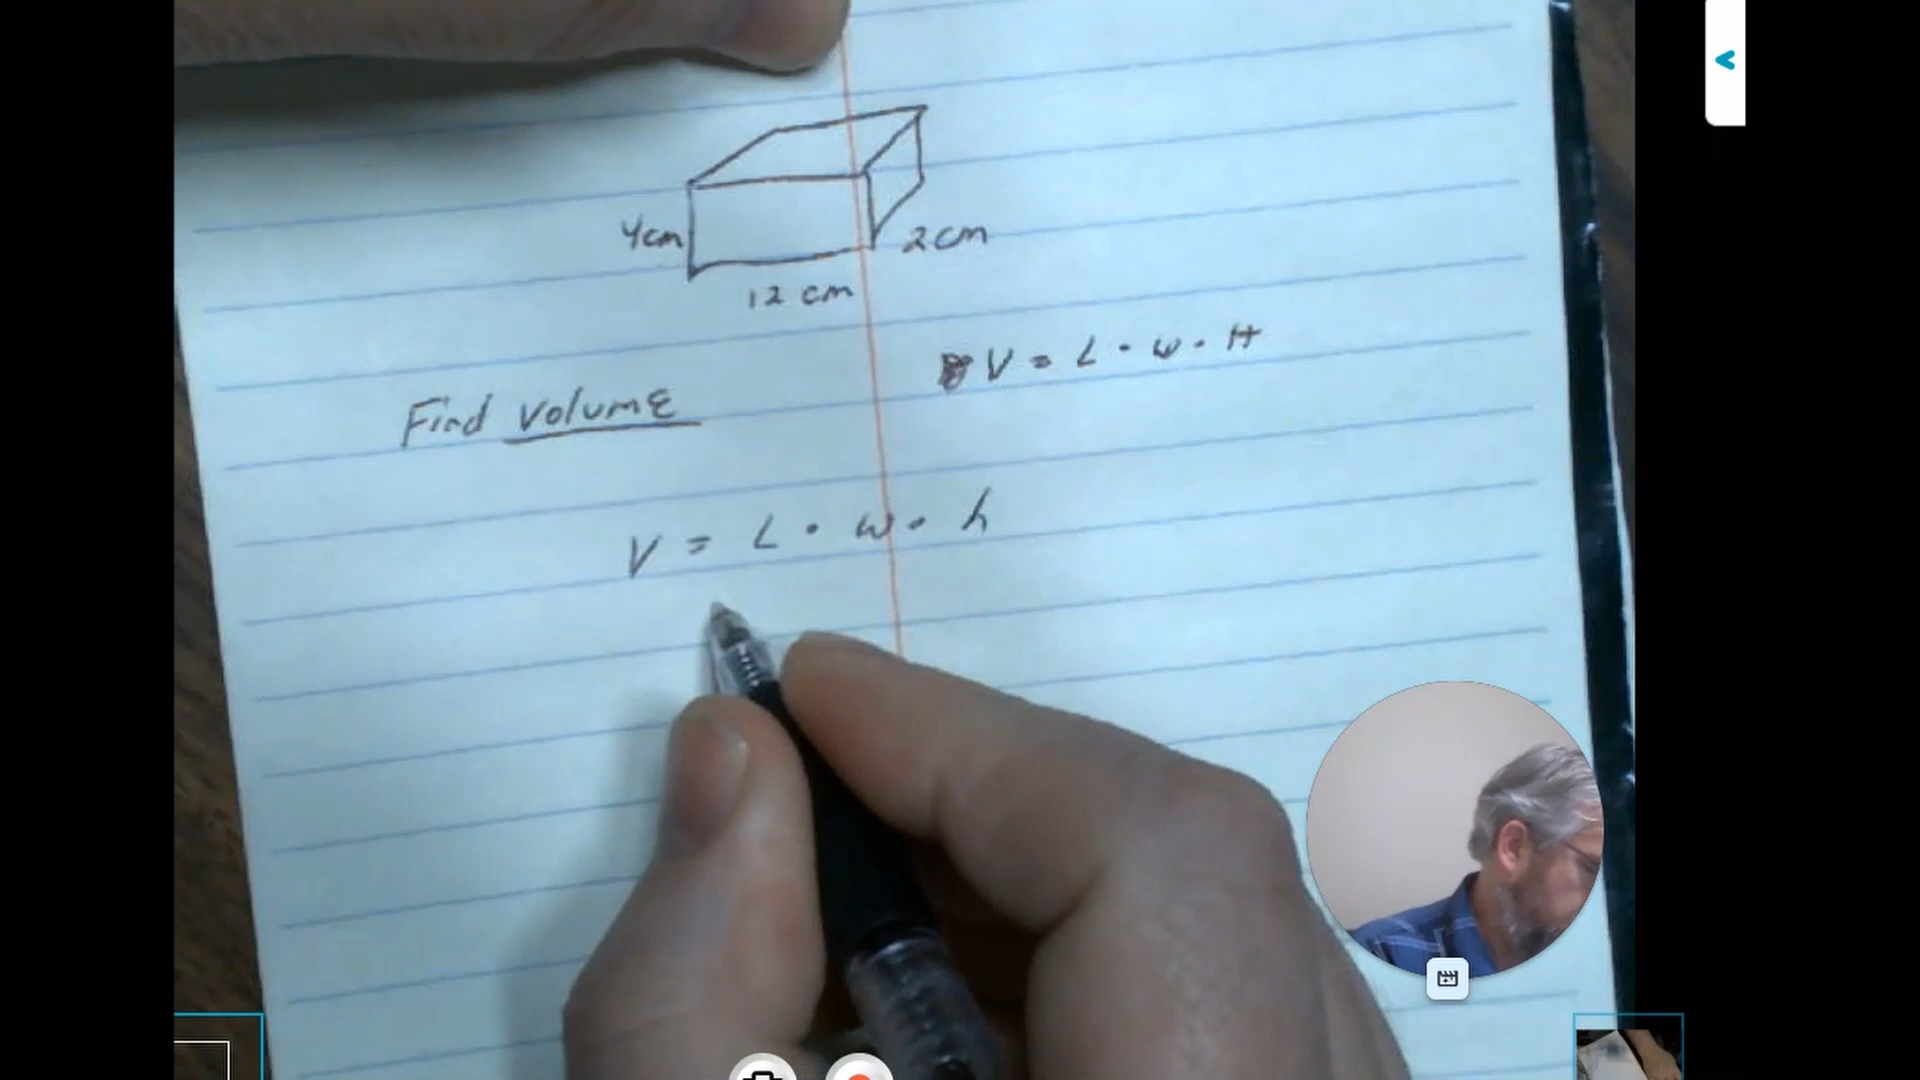 4cm
2cm
12 cm
V = L · w · H
Find Volume
V = L · w · h